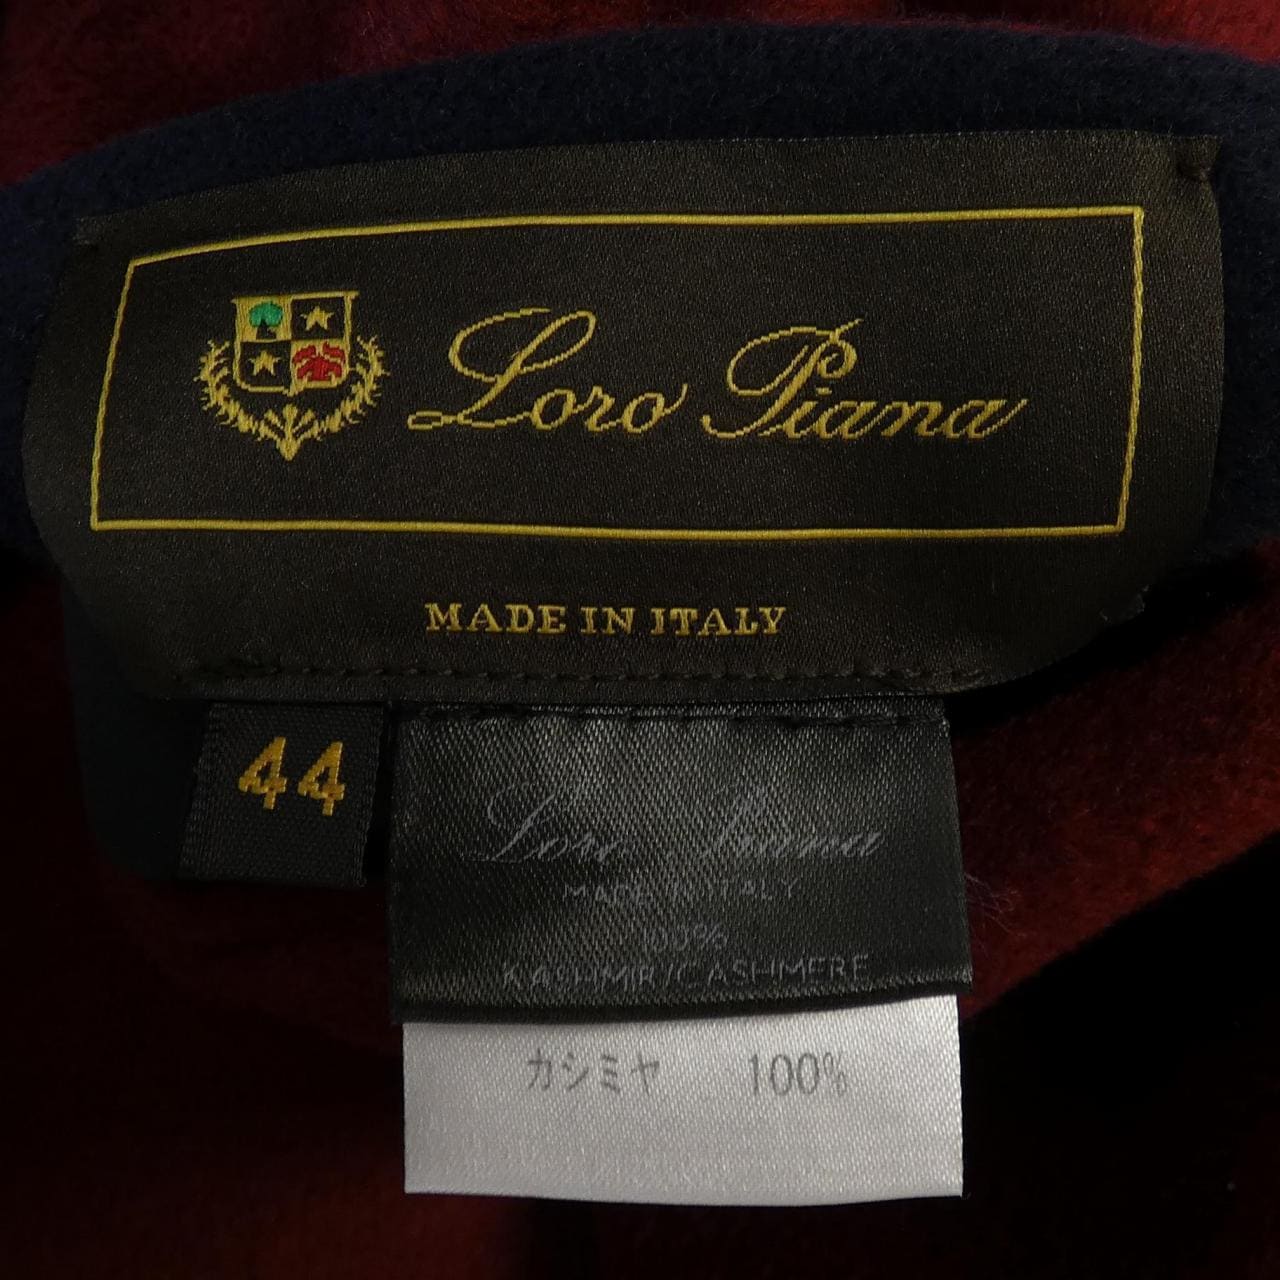 Loro Piana
MADE IN ITALY
44
Loro Piana
MADE IN ITALY
100%
KASHMIR/CASHMERE
カシミヤ 100%